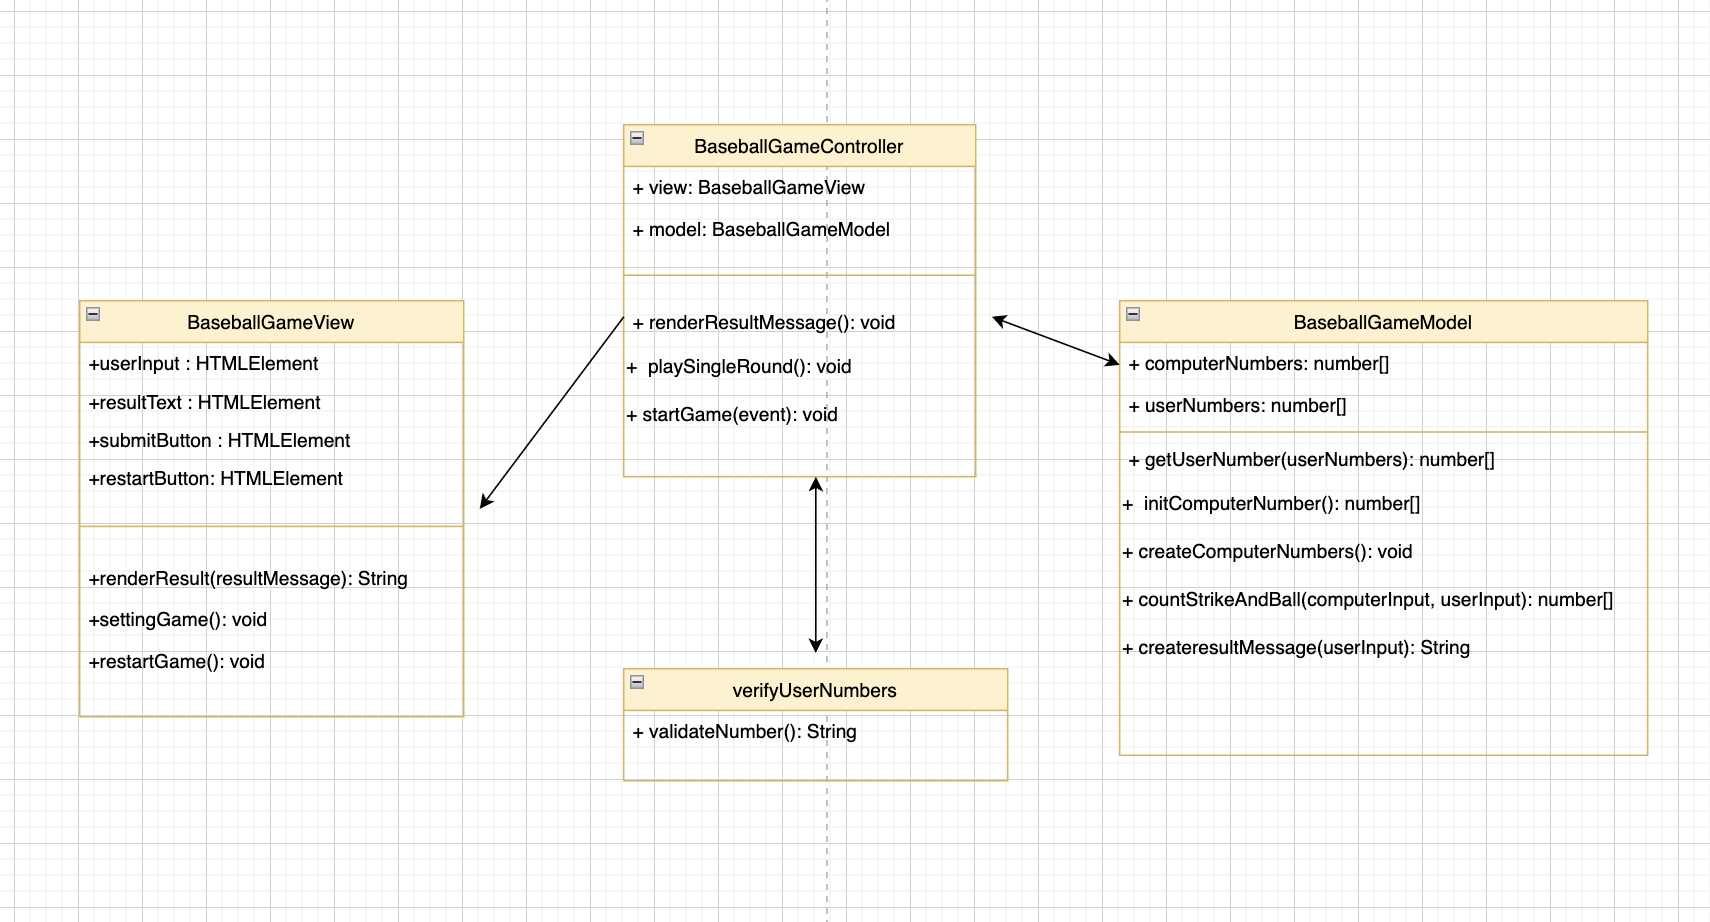 BaseballGameController
+ view: BaseballGameView
+ model: BaseballGameModel
+ renderResultMessage(): void
+ playSingleRound(): void
+ startGame(event): void
BaseballGameView
+userInput : HTMLElement
+resultText : HTMLElement
+submitButton : HTMLElement
+restartButton: HTMLElement
+renderResult(resultMessage): String
+settingGame(): void
+restartGame(): void
BaseballGameModel
+ computerNumbers: number[]
+ userNumbers: number[]
+ getUserNumber(userNumbers): number[]
+ initComputerNumber(): number[]
+ createComputerNumbers(): void
+ countStrikeAndBall(computerInput, userInput): number[]
+ createresultMessage(userInput): String
verifyUserNumbers
+ validateNumber(): String